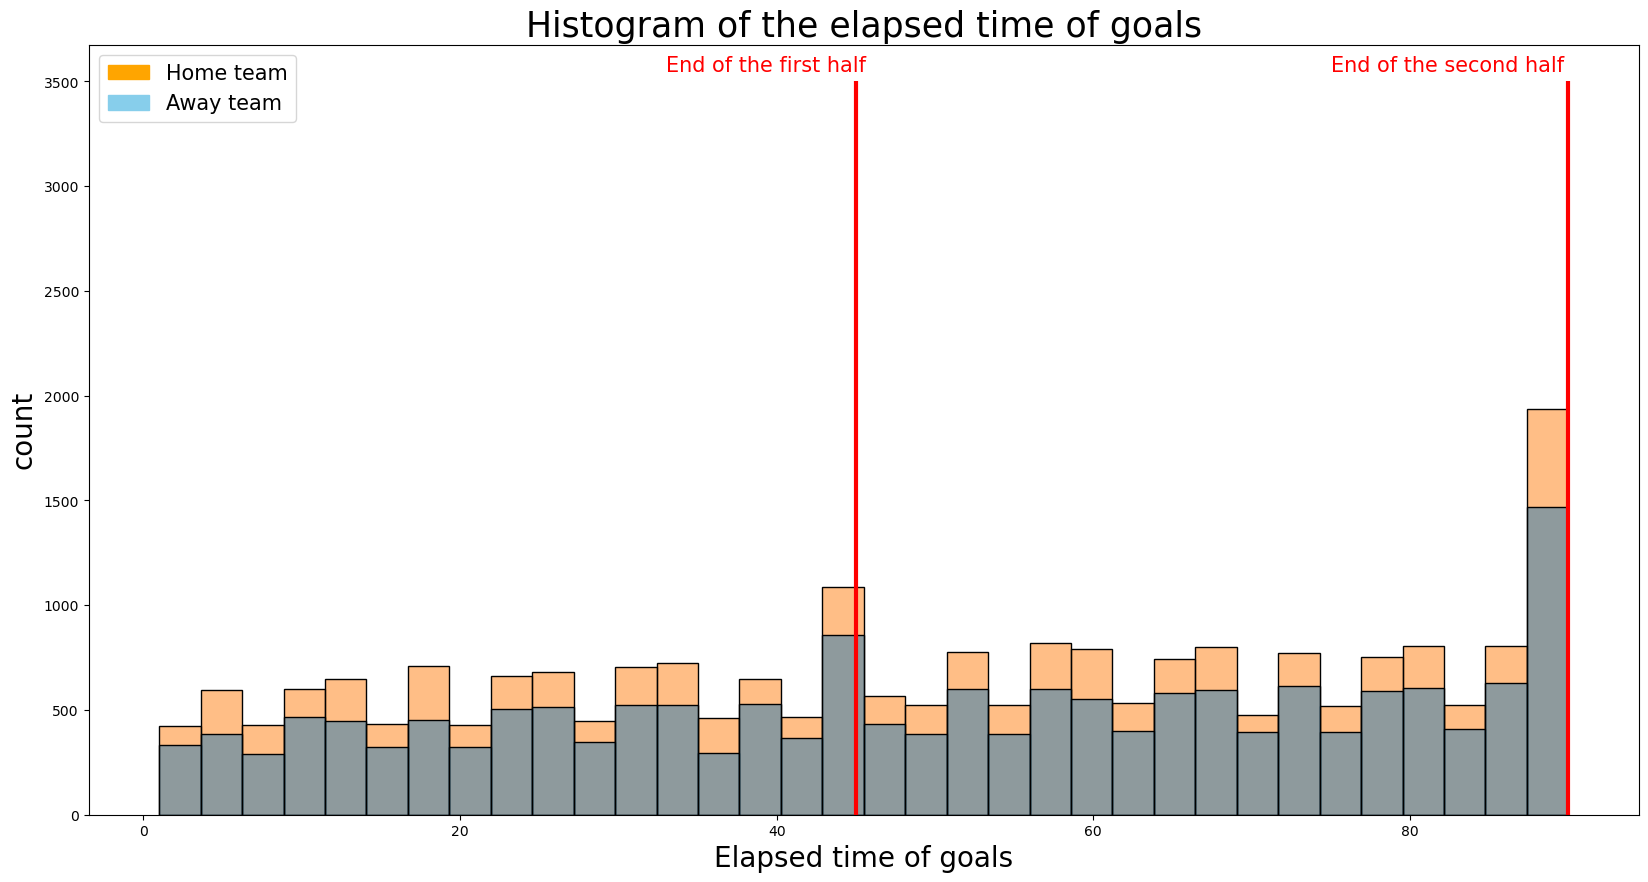 Histogram of the elapsed time of goals
Home team
Away team
End of the first half
End of the second half
3500
3000
2500
2000
1500
1000
500
0
count
0 20 40 60 80
Elapsed time of goals